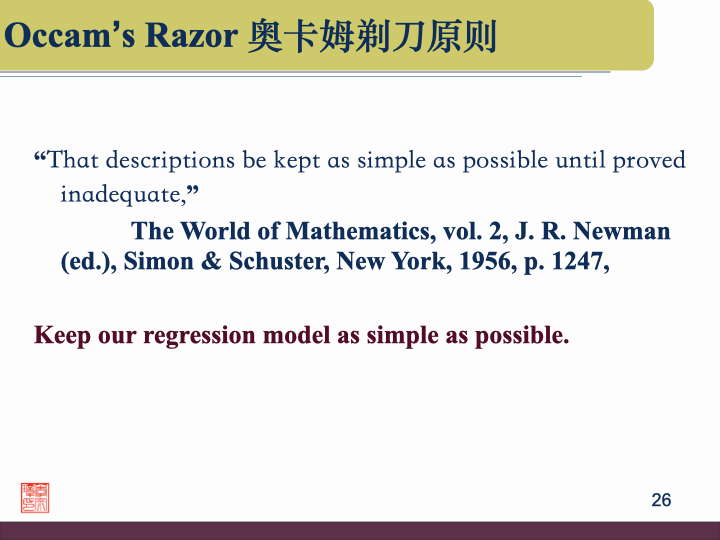 Occam’s Razor 奥卡姆剃刀原则
“That descriptions be kept as simple as possible until proved
inadequate,”
The World of Mathematics, vol. 2, J. R. Newman
(ed.), Simon & Schuster, New York, 1956, p. 1247,
Keep our regression model as simple as possible.
26